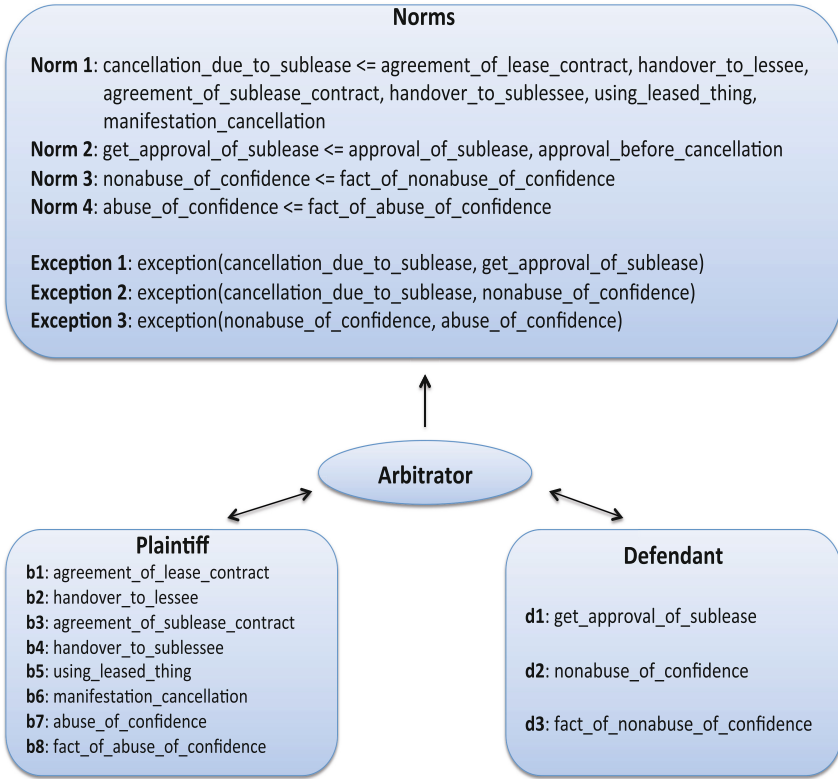 Norms
Norm 1: cancellation_due_to_sublease <= agreement_of_lease_contract, handover_to_lessee,
agreement_of_sublease_contract, handover_to_sublessee, using_leased_thing,
manifestation_cancellation
Norm 2: get_approval_of_sublease <= approval_of_sublease, approval_before_cancellation
Norm 3: nonabuse_of_confidence <= fact_of_nonabuse_of_confidence
Norm 4: abuse_of_confidence <= fact_of_abuse_of_confidence
Exception 1: exception(cancellation_due_to_sublease, get_approval_of_sublease)
Exception 2: exception(cancellation_due_to_sublease, nonabuse_of_confidence)
Exception 3: exception(nonabuse_of_confidence, abuse_of_confidence)
Arbitrator
Plaintiff
b1: agreement_of_lease_contract
b2: handover_to_lessee
b3: agreement_of_sublease_contract
b4: handover_to_sublessee
b5: using_leased_thing
b6: manifestation_cancellation
b7: abuse_of_confidence
b8: fact_of_abuse_of_confidence
Defendant
d1: get_approval_of_sublease
d2: nonabuse_of_confidence
d3: fact_of_nonabuse_of_confidence